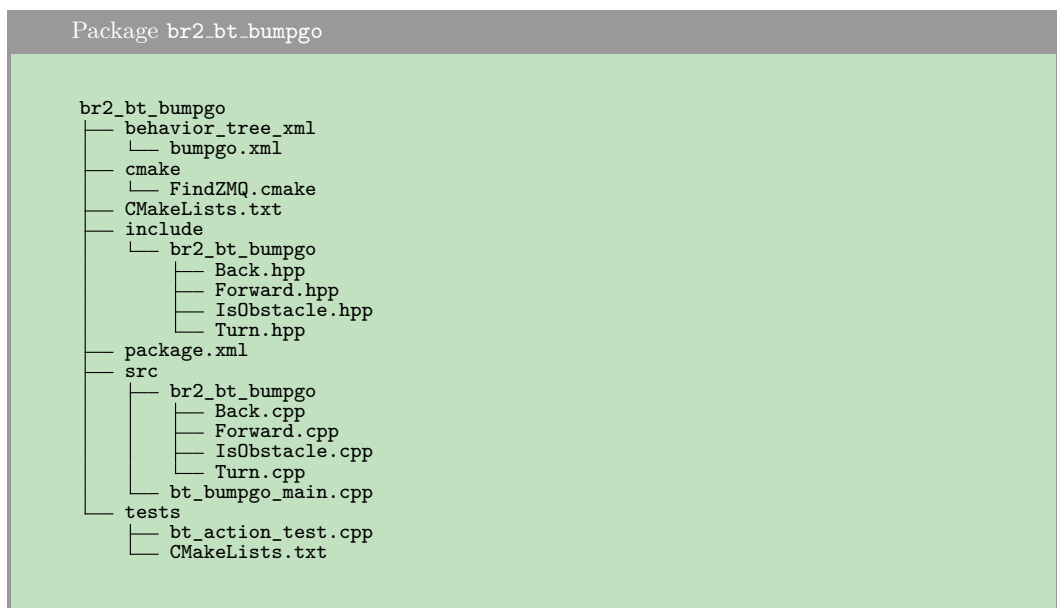 Package br2_bt_bumpgo
br2_bt_bumpgo
├── behavior_tree_xml
│   └── bumpgo.xml
├── cmake
│   └── FindZMQ.cmake
├── CMakeLists.txt
├── include
│   └── br2_bt_bumpgo
│       ├── Back.hpp
│       ├── Forward.hpp
│       ├── IsObstacle.hpp
│       └── Turn.hpp
├── package.xml
├── src
│   ├── br2_bt_bumpgo
│   │   ├── Back.cpp
│   │   ├── Forward.cpp
│   │   ├── IsObstacle.cpp
│   │   └── Turn.cpp
│   └── bt_bumpgo_main.cpp
└── tests
    ├── bt_action_test.cpp
    └── CMakeLists.txt